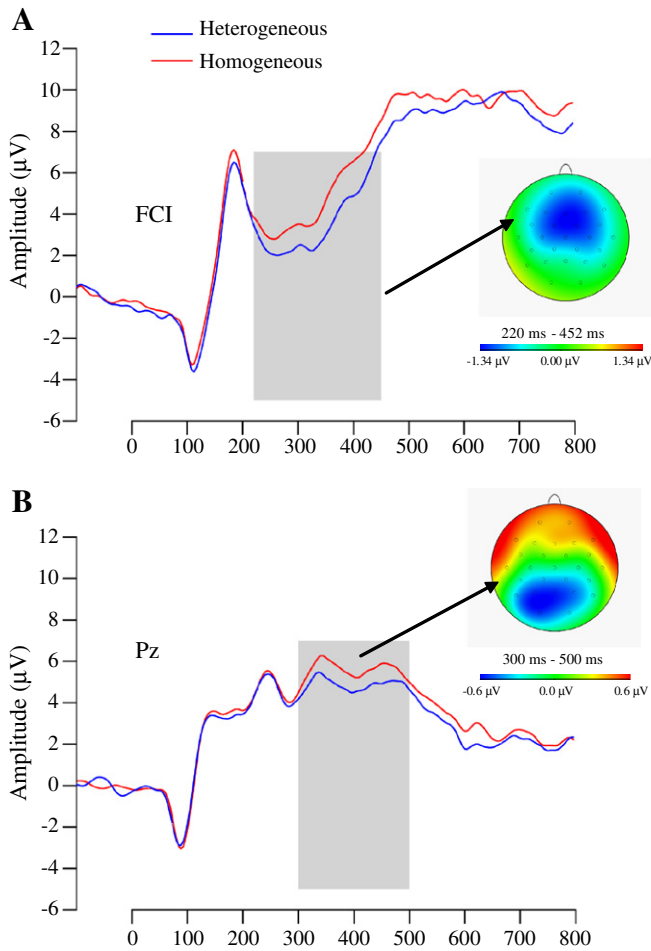 A
Heterogeneous
Homogeneous
12
10
8
6
4
2
0
-2
-4
-6
Amplitude (µV)
FCI
220 ms - 452 ms
-1.34 µV 0.00 µV 1.34 µV
0 100 200 300 400 500 600 700 800
B
12
10
8
6
4
2
0
-2
-4
-6
Amplitude (µV)
Pz
300 ms - 500 ms
-0.6 µV 0.0 µV 0.6 µV
0 100 200 300 400 500 600 700 800